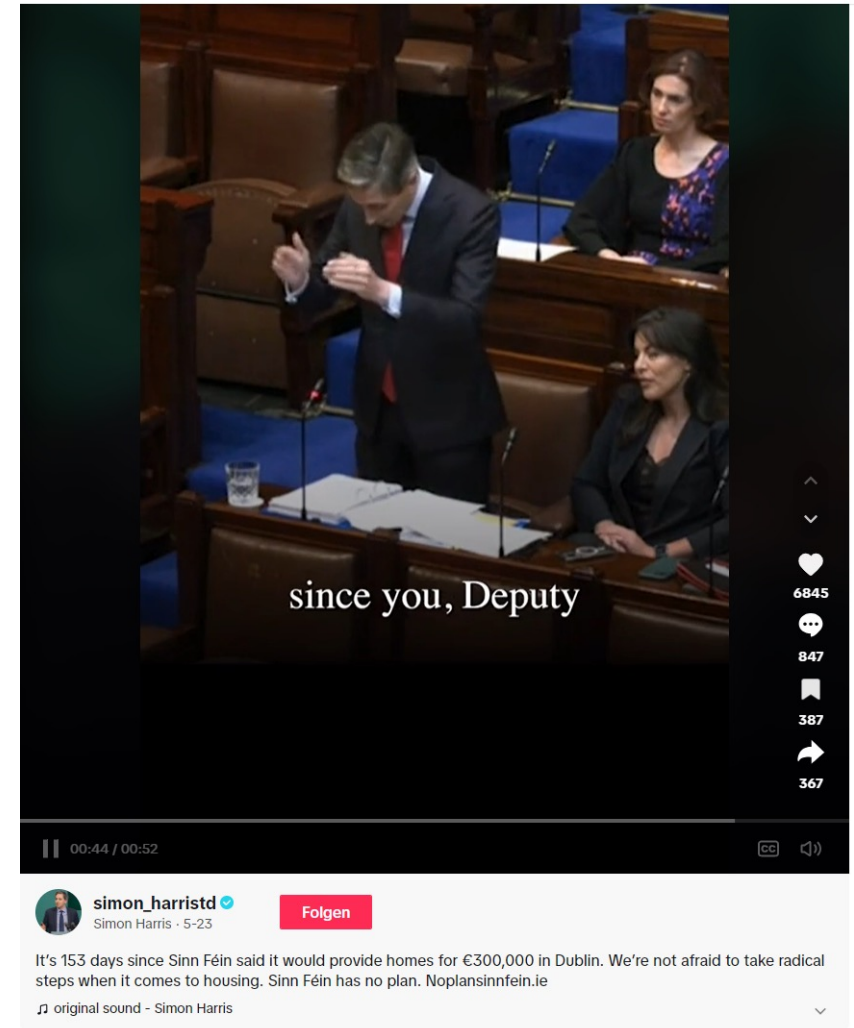 since you, Deputy
6845
847
387
367
00:44 / 00:52
CC
simon_harristd
Simon Harris · 5-23
Folgen
It's 153 days since Sinn Féin said it would provide homes for €300,000 in Dublin. We're not afraid to take radical
steps when it comes to housing. Sinn Féin has no plan. Noplansinnfein.ie
original sound - Simon Harris